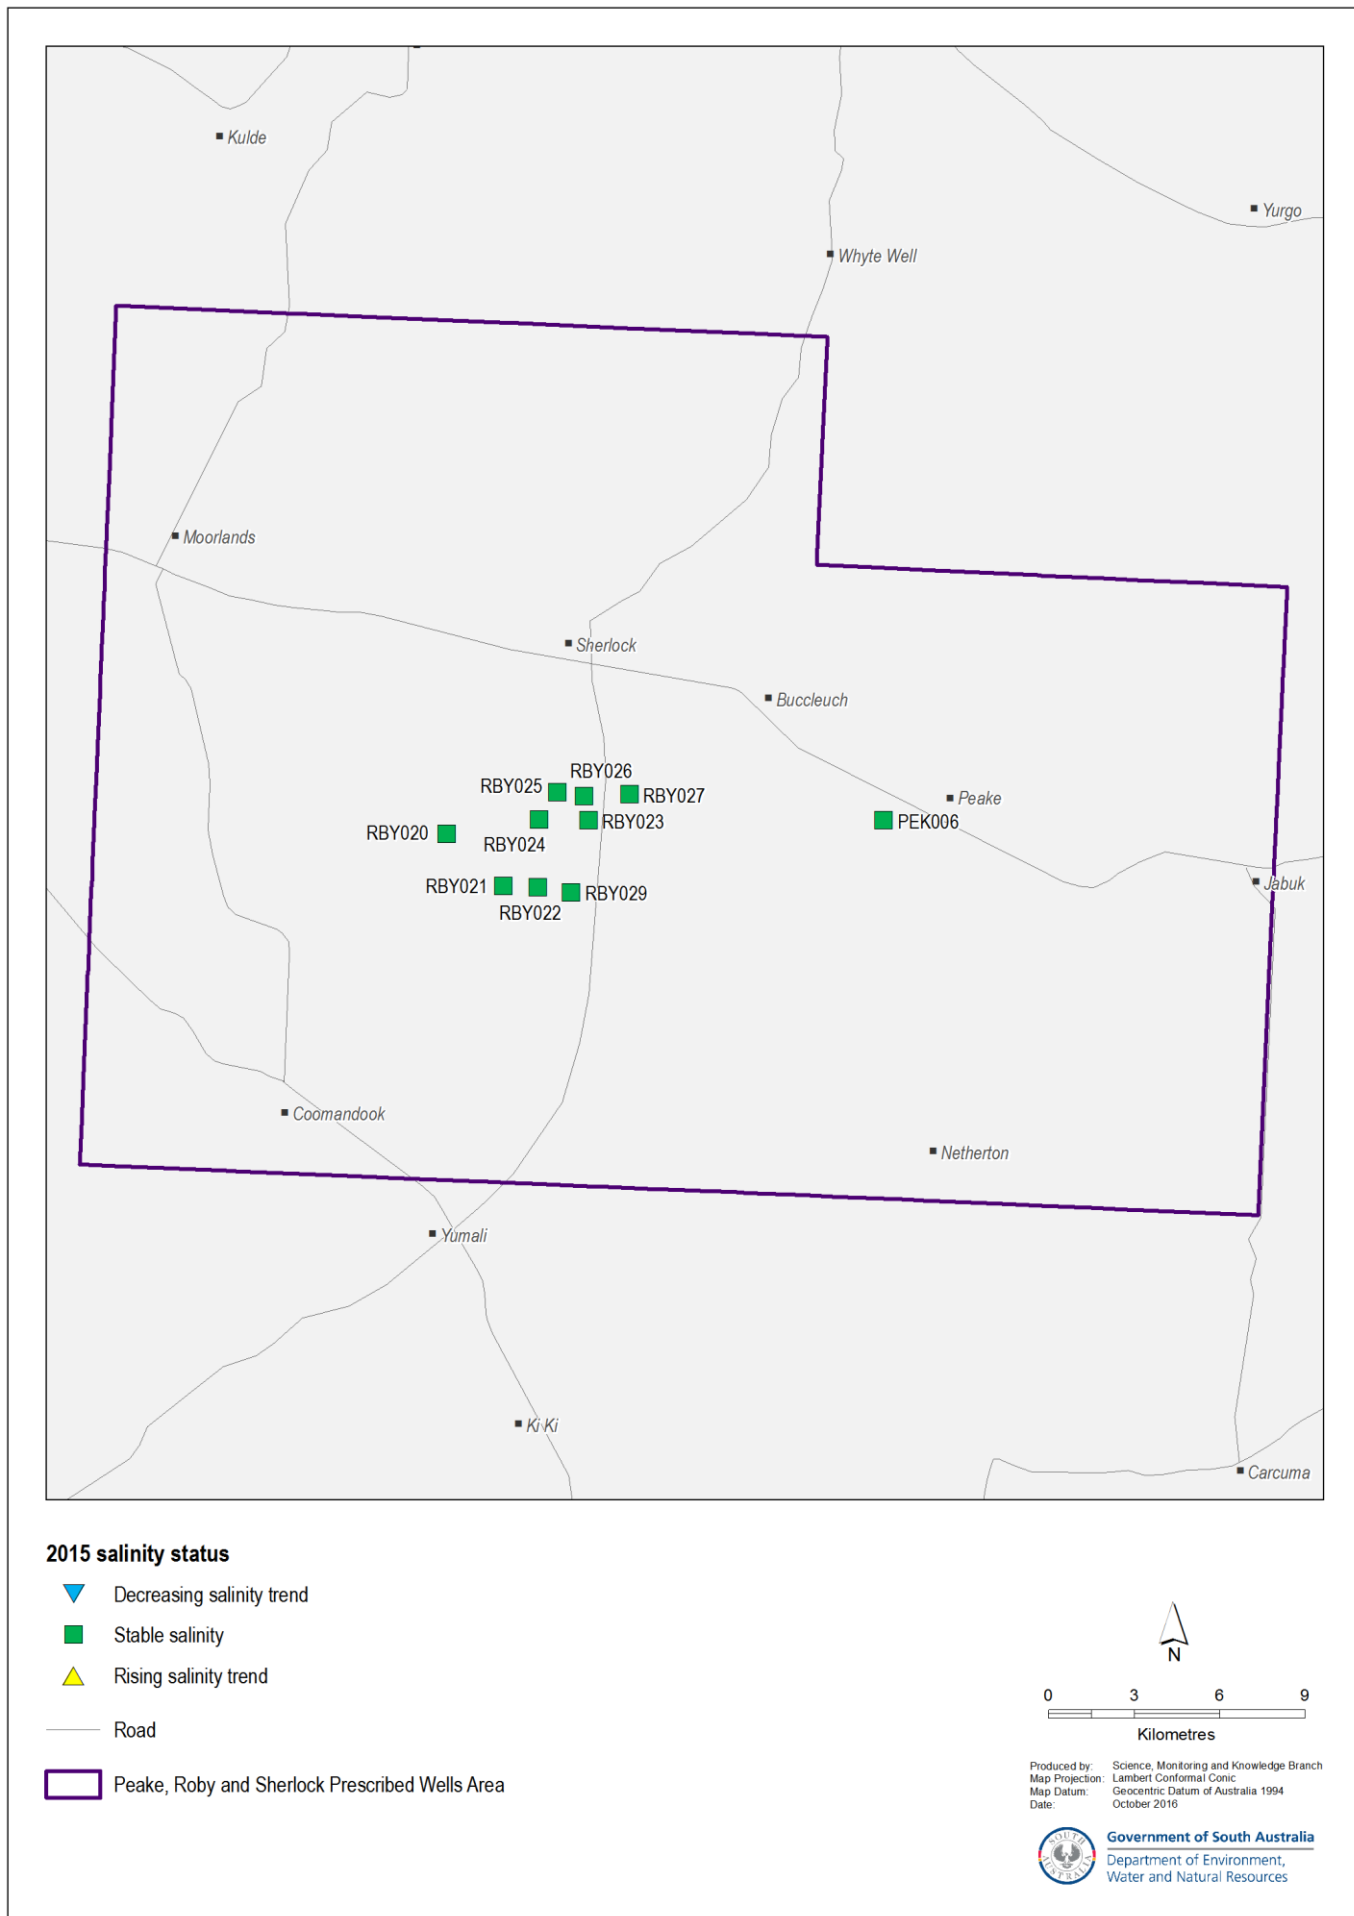 Kulde
Yurgo
Whyte Well
Moorlands
Sherlock
Buccleuch
RBY026
RBY025
RBY027
Peake
RBY023
PEK006
RBY020
RBY024
RBY021
Jabuk
RBY029
RBY022
Coomandook
Netherton
Yumali
Ki Ki
Carcuma
2015 salinity status
Decreasing salinity trend
Stable salinity
Rising salinity trend
Road
Peake, Roby and Sherlock Prescribed Wells Area
N
0 3 6 9
Kilometres
Produced by: Science, Monitoring and Knowledge Branch
Map Projection: Lambert Conformal Conic
Map Datum: Geocentric Datum of Australia 1994
Date: October 2016
SOUTH
AUSTRALIA
Government of South Australia
Department of Environment,
Water and Natural Resources